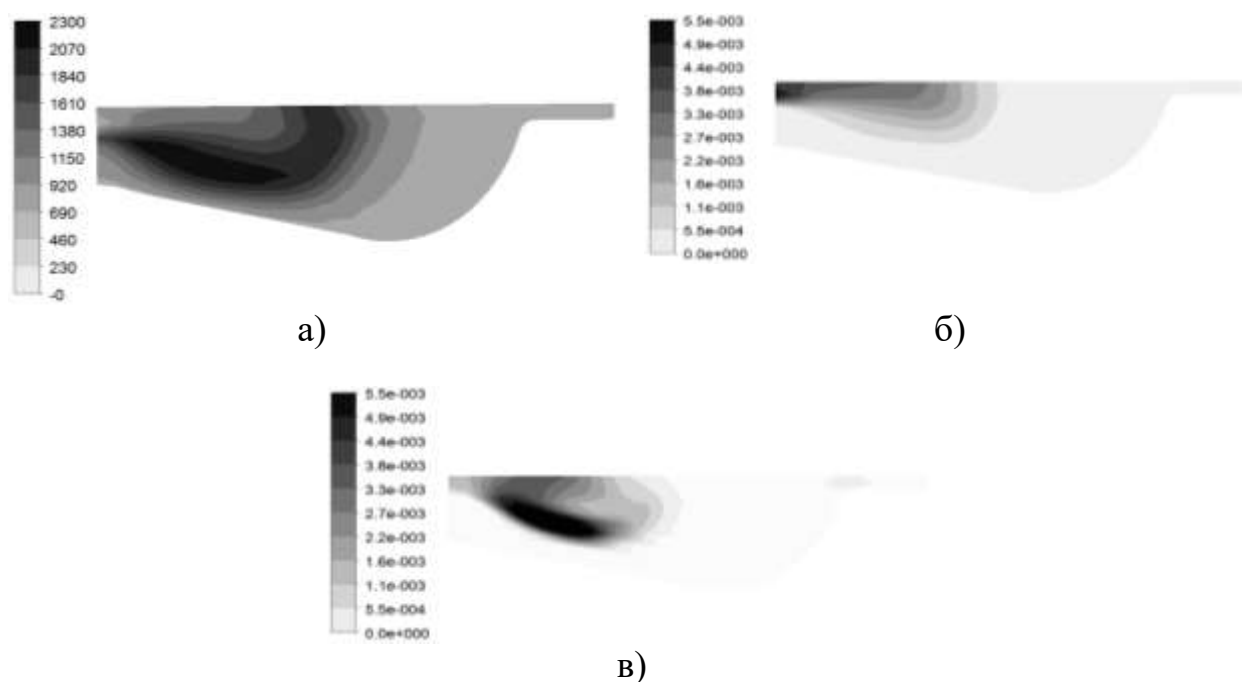 2300
2070
1840
1610
1380
1150
920
690
460
230
-0
а)
5.5e-003
4.9e-003
4.4e-003
3.8e-003
3.3e-003
2.7e-003
2.2e-003
1.6e-003
1.1e-003
5.5e-004
0.0e+000
б)
5.5e-003
4.9e-003
4.4e-003
3.8e-003
3.3e-003
2.7e-003
2.2e-003
1.6e-003
1.1e-003
5.5e-004
0.0e+000
в)